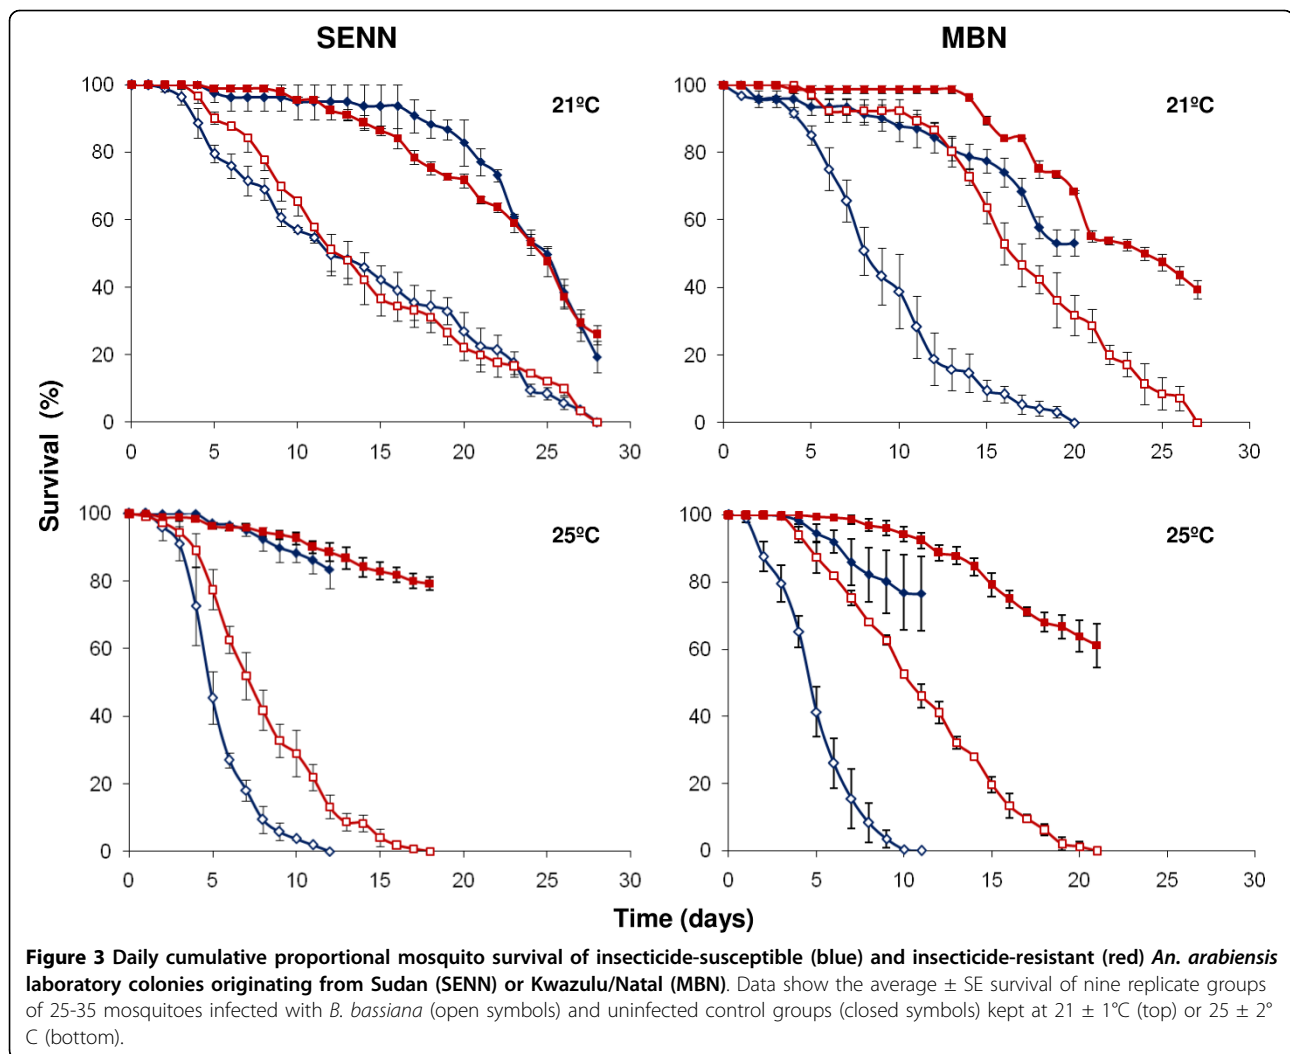 SENN
MBN
100
80
60
40
20
0
21ºC
0 5 10 15 20 25 30
100
80
60
40
20
0
21ºC
0 5 10 15 20 25 30
Survival (%)
100
80
60
40
20
0
25ºC
0 5 10 15 20 25 30
100
80
60
40
20
0
25ºC
0 5 10 15 20 25 30
Time (days)
Figure 3 Daily cumulative proportional mosquito survival of insecticide-susceptible (blue) and insecticide-resistant (red) An. arabiensis
laboratory colonies originating from Sudan (SENN) or Kwazulu/Natal (MBN). Data show the average ± SE survival of nine replicate groups
of 25-35 mosquitoes infected with B. bassiana (open symbols) and uninfected control groups (closed symbols) kept at 21 ± 1°C (top) or 25 ± 2°
C (bottom).